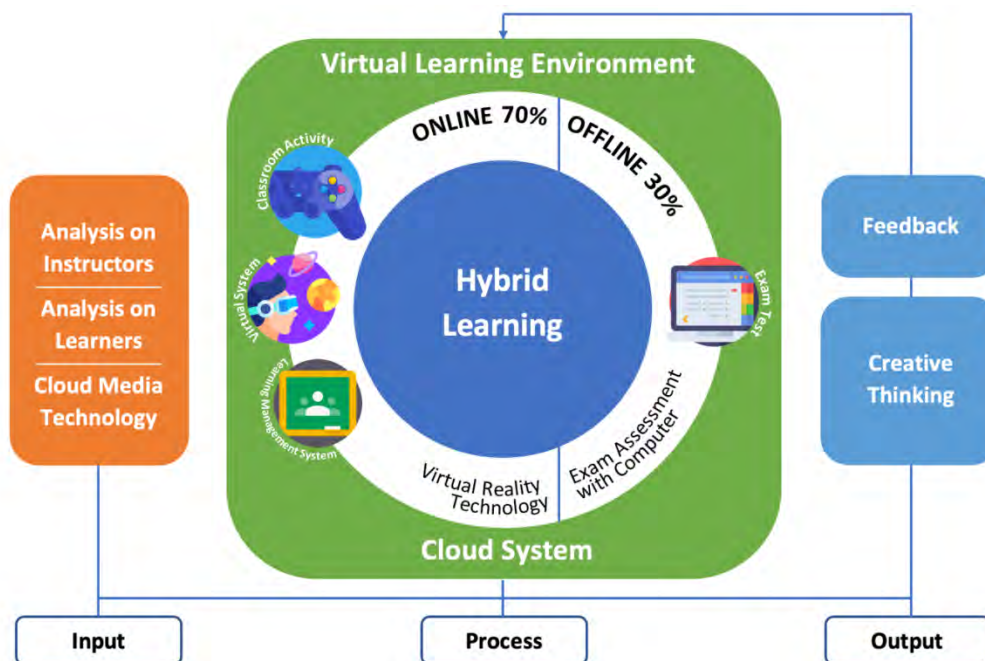 Virtual Learning Environment
ONLINE 70%
OFFLINE 30%
Classroom Activity
Virtual System
Learning
Management System
Exam Test
Hybrid
Learning
Virtual Reality
Technology
Exam Assessment
with Computer
Cloud System
Analysis on
Instructors
Analysis on
Learners
Cloud Media
Technology
Feedback
Creative
Thinking
Input
Process
Output